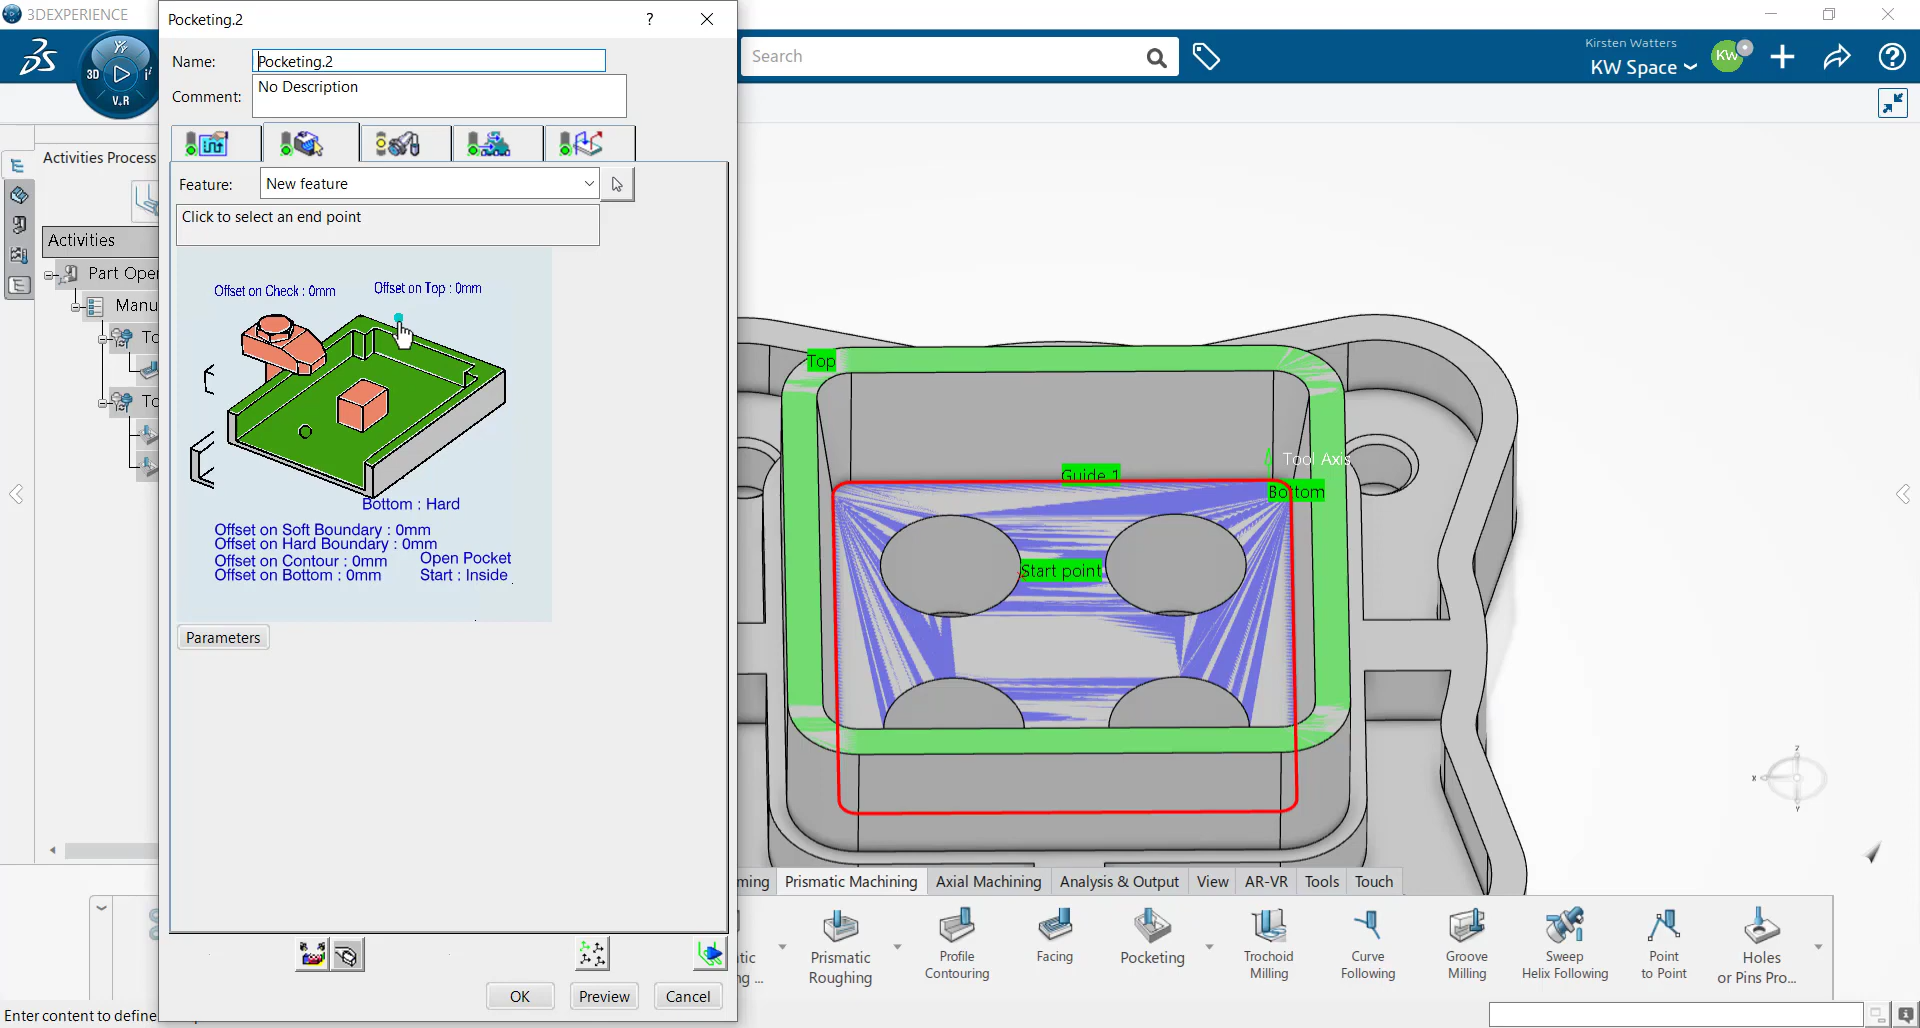 3DEXPERIENCE
Pocketing.2
?
Name:
Pocketing.2
Comment:
No Description
Search
Kirsten Watters
KW Space
KW
3D
V.R
Activities Process
Feature:
New feature
Click to select an end point
Activities
Part Oper
Manu
To
To
Offset on Check : 0mm
Offset on Top : 0mm
Bottom : Hard
Offset on Soft Boundary : 0mm
Offset on Hard Boundary : 0mm
Offset on Contour : 0mm
Open Pocket
Offset on Bottom : 0mm
Start : Inside
Parameters
Top
Tool Axis
Guide 1
Bottom
Start point
z
x
Y
ming
Prismatic Machining
Axial Machining
Analysis & Output
View
AR-VR
Tools
Touch
tic
ng ...
Prismatic
Roughing
Profile
Contouring
Facing
Pocketing
Trochoid
Milling
Curve
Following
Groove
Milling
Sweep
Helix Following
Point
to Point
Holes
or Pins Pro...
OK
Preview
Cancel
Enter content to define